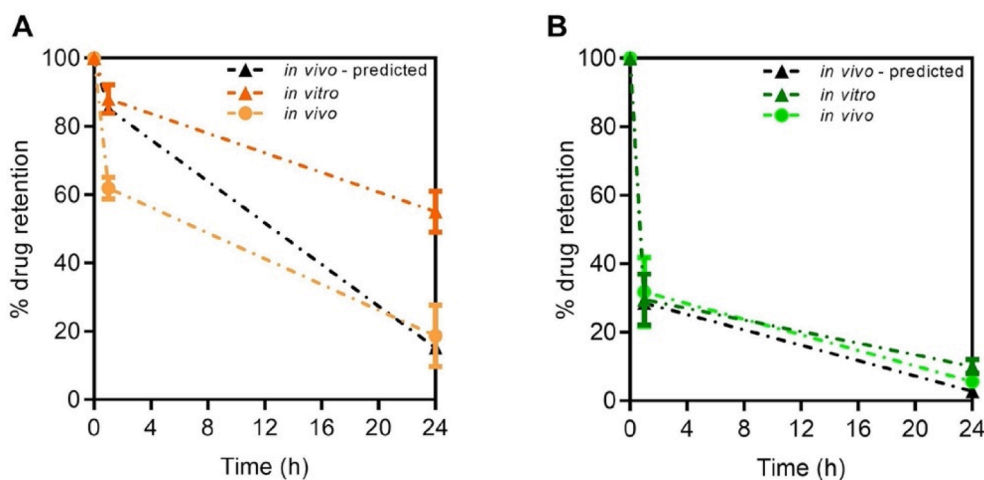 A
% drug retention
100
80
60
40
20
0
in vivo - predicted
in vitro
in vivo
0 4 8 12 16 20 24
Time (h)
B
% drug retention
100
80
60
40
20
0
in vivo - predicted
in vitro
in vivo
0 4 8 12 16 20 24
Time (h)